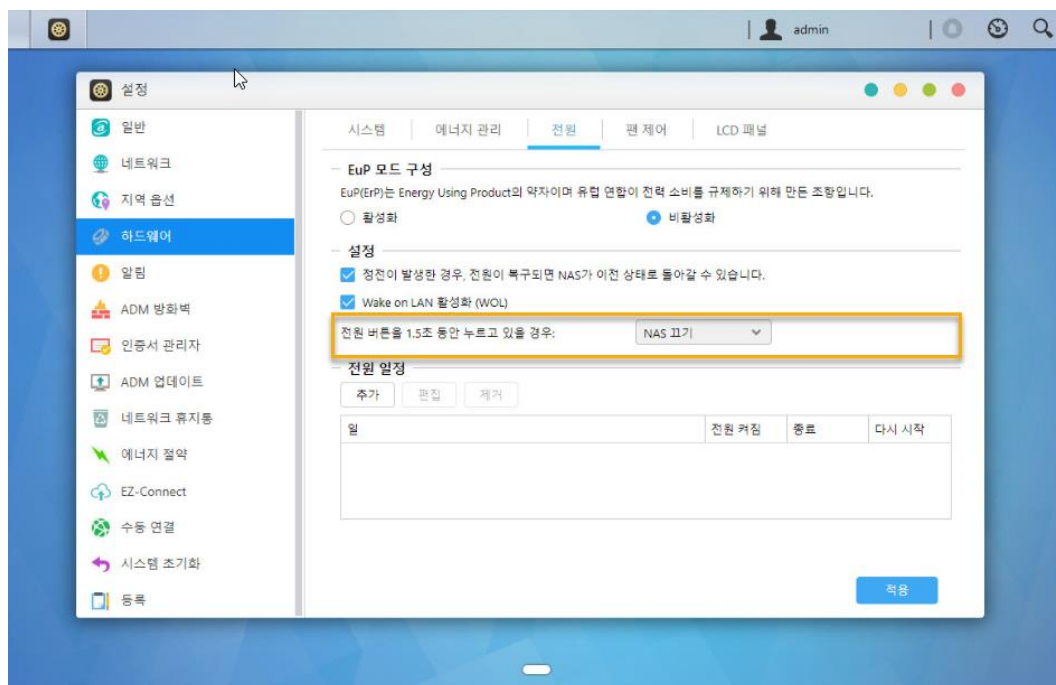 admin
설정
일반
네트워크
지역 옵션
하드웨어
알림
ADM 방화벽
인증서 관리자
ADM 업데이트
네트워크 휴지통
에너지 절약
EZ-Connect
수동 연결
시스템 초기화
등록
시스템 에너지 관리 전원 팬 제어 LCD 패널
EuP 모드 구성
EuP(ErP)는 Energy Using Product의 약자이며 유럽 연합이 전력 소비를 규제하기 위해 만든 조항입니다.
활성화 비활성화
설정
정전이 발생한 경우, 전원이 복구되면 NAS가 이전 상태로 돌아갈 수 있습니다.
Wake on LAN 활성화 (WOL)
전원 버튼을 1.5초 동안 누르고 있을 경우: NAS 끄기
전원 일정
추가 편집 제거
일 전원 켜짐 종료 다시 시작
적용